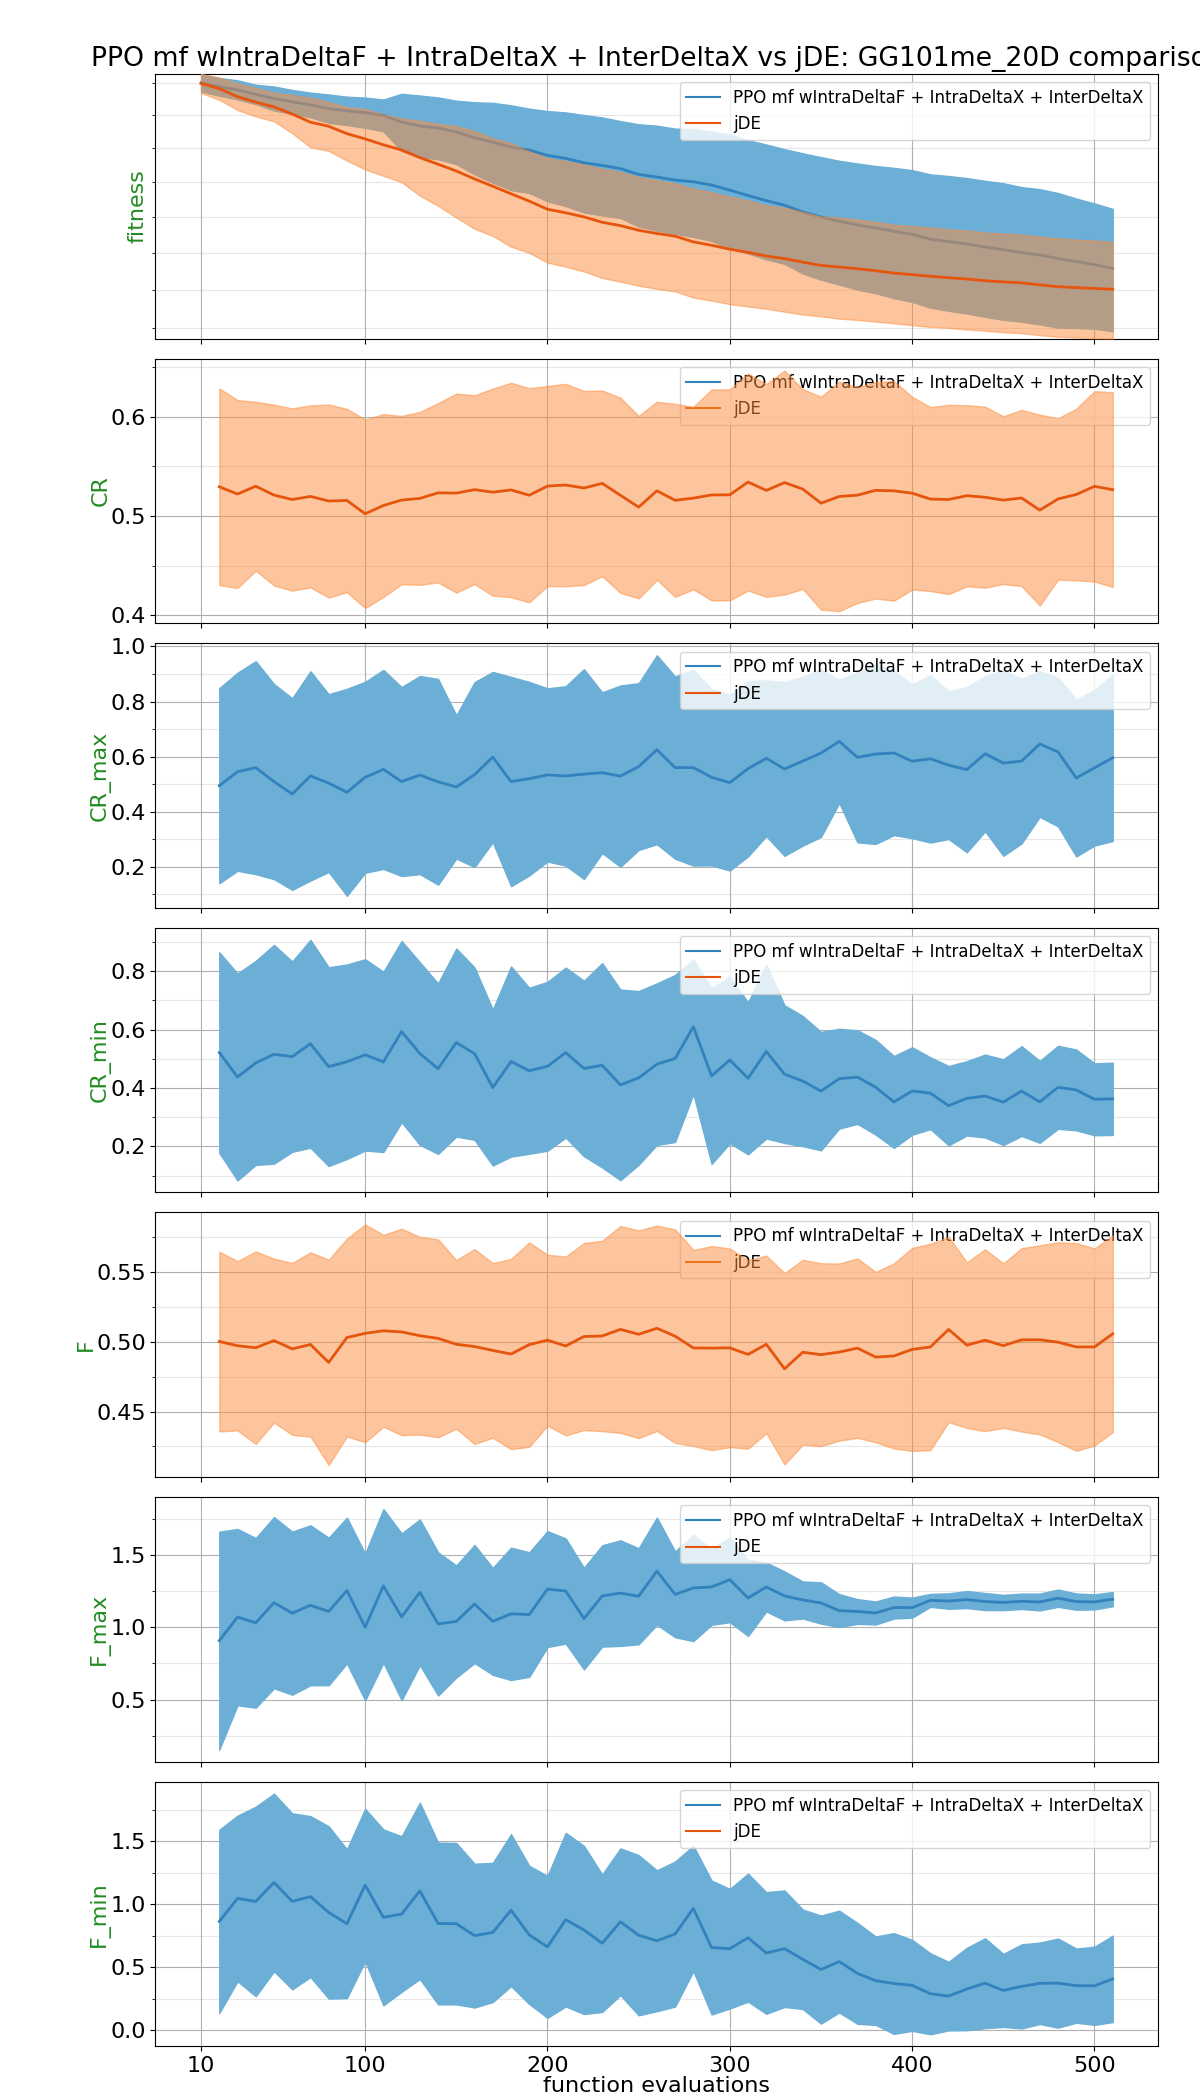 PPO mf wIntraDeltaF + IntraDeltaX + InterDeltaX vs jDE: GG101me_20D comparis
fitness
PPO mf wIntraDeltaF + IntraDeltaX + InterDeltaX
jDE
CR
0.6
0.5
0.4
PPO mf wIntraDeltaF + IntraDeltaX + InterDeltaX
jDE
CR_max
1.0
0.8
0.6
0.4
0.2
PPO mf wIntraDeltaF + IntraDeltaX + InterDeltaX
jDE
CR_min
0.8
0.6
0.4
0.2
PPO mf wIntraDeltaF + IntraDeltaX + InterDeltaX
jDE
F
0.55
0.50
0.45
PPO mf wIntraDeltaF + IntraDeltaX + InterDeltaX
jDE
F_max
1.5
1.0
0.5
PPO mf wIntraDeltaF + IntraDeltaX + InterDeltaX
jDE
F_min
1.5
1.0
0.5
0.0
PPO mf wIntraDeltaF + IntraDeltaX + InterDeltaX
jDE
10 100 200 300 400 500
function evaluations